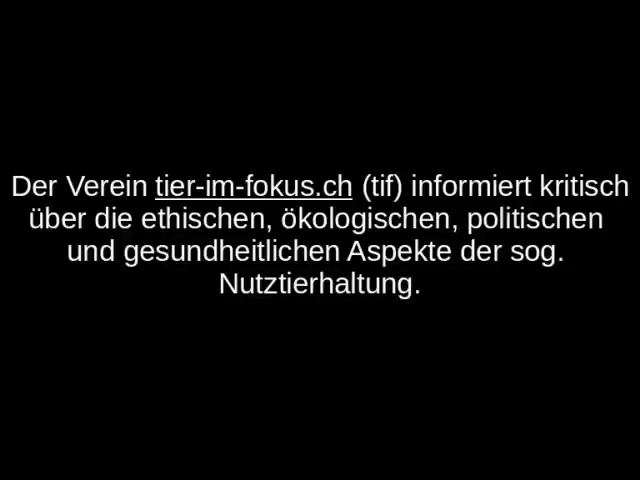 Der Verein tier-im-fokus.ch (tif) informiert kritisch
über die ethischen, ökologischen, politischen
und gesundheitlichen Aspekte der sog.
Nutztierhaltung.